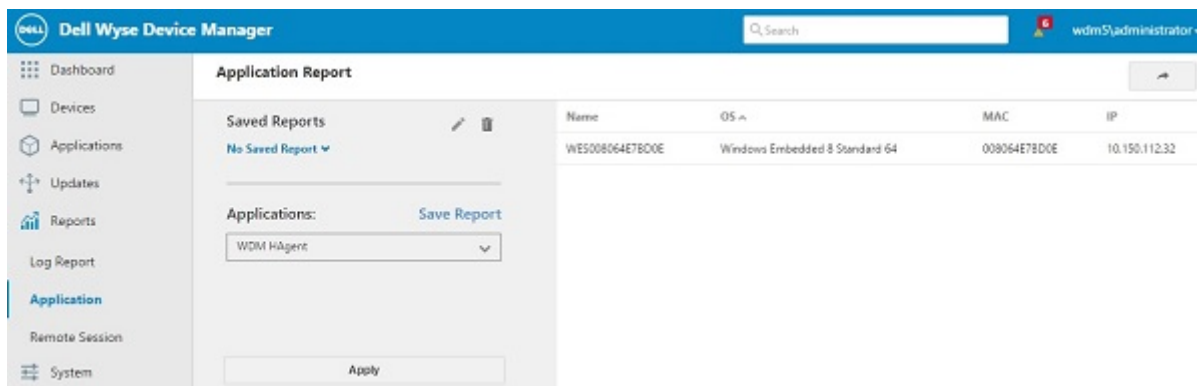 DELL Dell Wyse Device Manager Search 6 wdm5\administrator
Dashboard
Devices
Applications
Updates
Reports
Log Report
Application
Remote Session
System
Application Report
Saved Reports
No Saved Report
Applications: Save Report
WDM HAgent
Apply
Name OS MAC IP
WES008064E7BD0E Windows Embedded 8 Standard 64 008064E7BD0E 10.150.112.32